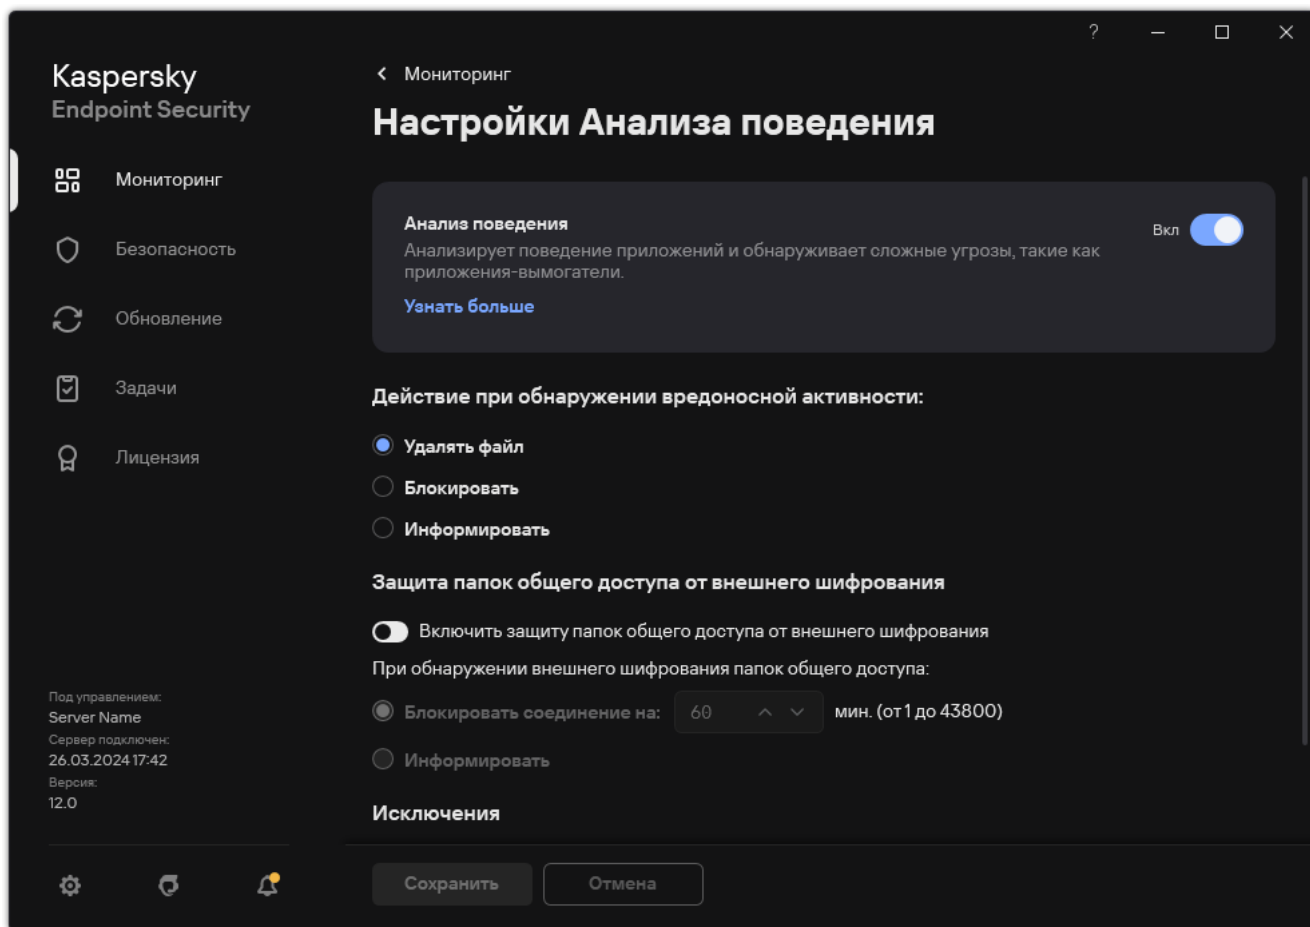 ?
Kaspersky
Endpoint Security
Мониторинг
Безопасность
Обновление
Задачи
Лицензия
Под управлением:
Server Name
Сервер подключен:
26.03.2024 17:42
Версия:
12.0
Мониторинг
Настройки Анализа поведения
Анализ поведения
Анализирует поведение приложений и обнаруживает сложные угрозы, такие как
приложения-вымогатели.
Узнать больше
Вкл
Действие при обнаружении вредоносной активности:
Удалять файл
Блокировать
Информировать
Защита папок общего доступа от внешнего шифрования
Включить защиту папок общего доступа от внешнего шифрования
При обнаружении внешнего шифрования папок общего доступа:
Блокировать соединение на: 60 мин. (от 1 до 43800)
Информировать
Исключения
Сохранить Отмена